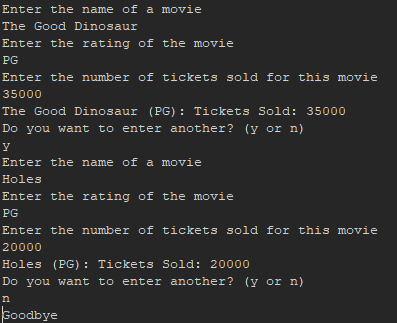 Enter the name of a movie
The Good Dinosaur
Enter the rating of the movie
PG
Enter the number of tickets sold for this movie
35000
The Good Dinosaur (PG): Tickets Sold: 35000
Do you want to enter another? (y or n)
y
Enter the name of a movie
Holes
Enter the rating of the movie
PG
Enter the number of tickets sold for this movie
20000
Holes (PG): Tickets Sold: 20000
Do you want to enter another? (y or n)
n
Goodbye